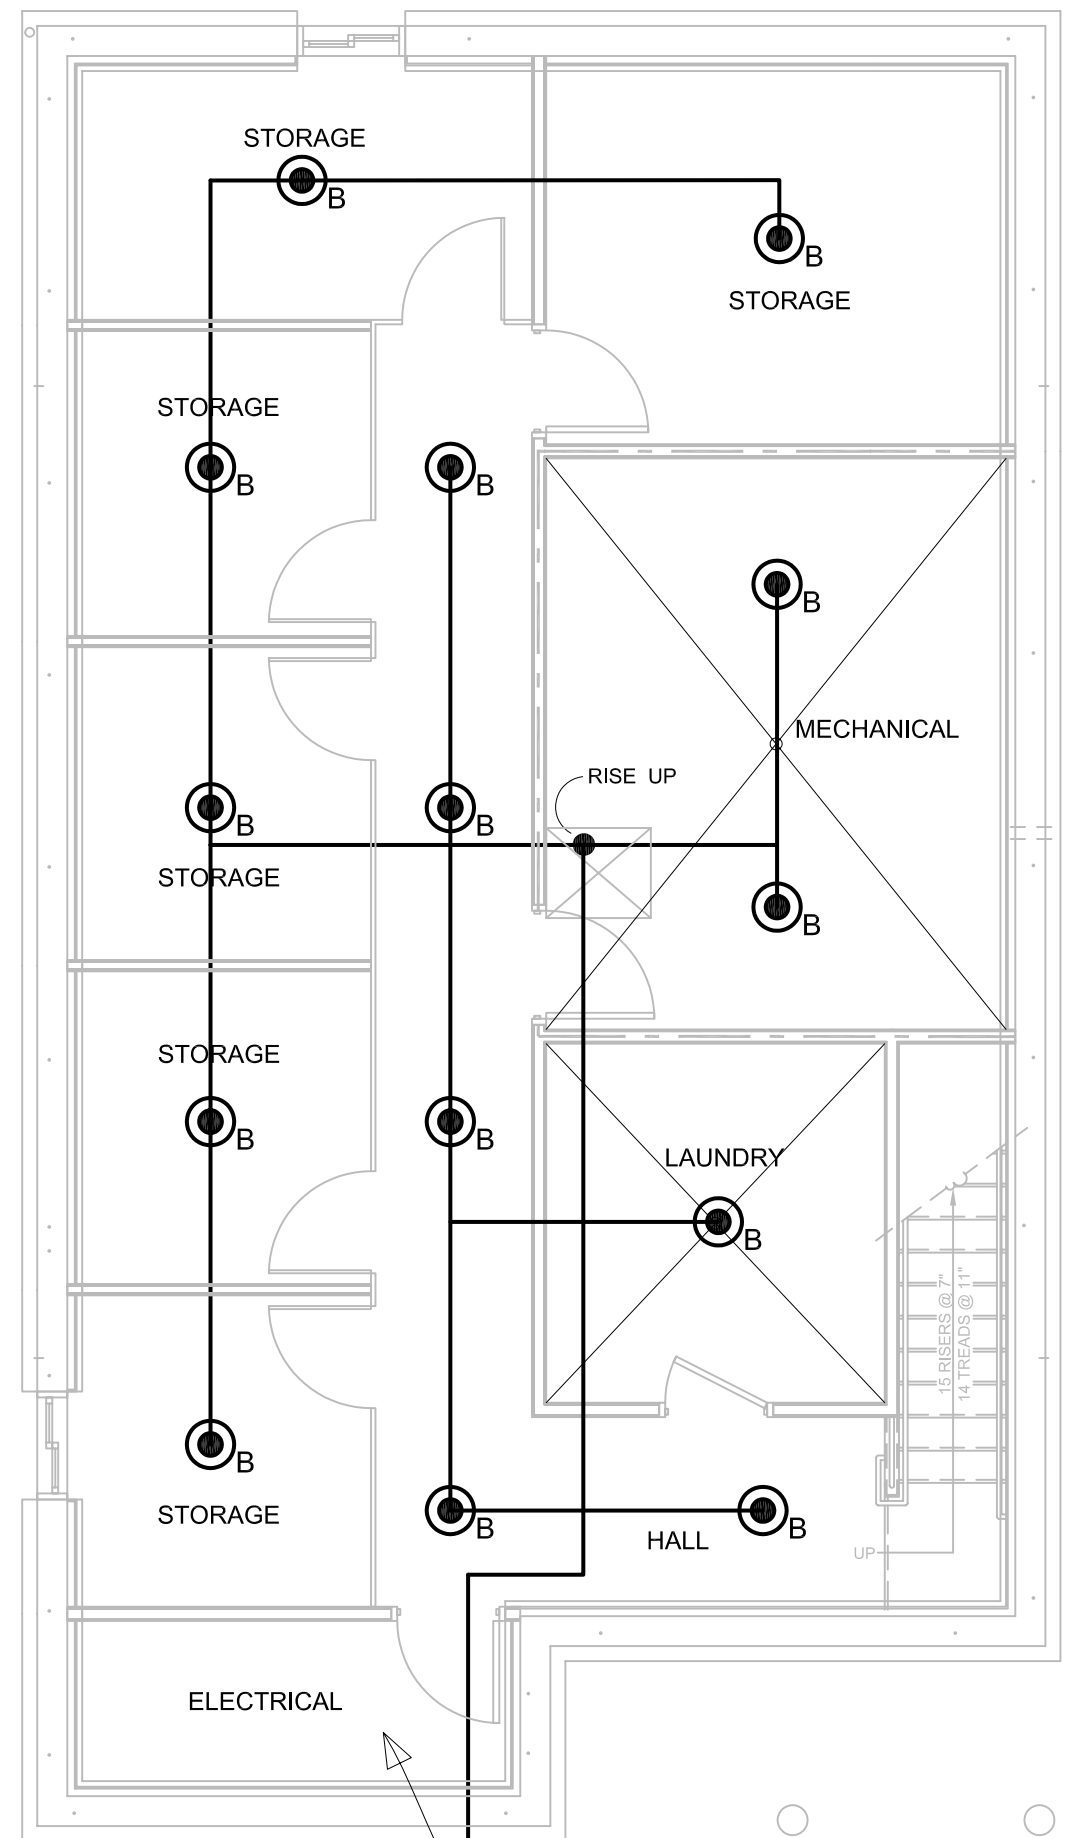 STORAGE
B
B
STORAGE
STORAGE
B
B
B
MECHANICAL
RISE UP
B
B
STORAGE
B
STORAGE
B
B
LAUNDRY
B
15 RISERS @ 7"
14 TREADS @ 11"
B
STORAGE
B
B
HALL
UP
ELECTRICAL